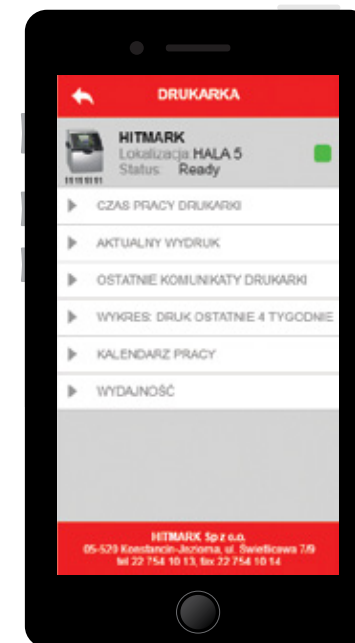 DRUKARKA
HITMARK
Lokalizacja: HALA 5
Status: Ready
CZAS PRACY DRUKARKI
AKTUALNY WYDRUK
OSTATNIE KOMUNIKATY DRUKARKI
WYKRES: DRUK OSTATNIE 4 TYGODNIE
KALENDARZ PRACY
WYDAJNOŚĆ
HITMARK Sp z o.o.
05-520 Konstancin-Jeziorna, ul. Świetlicowa 7/9
tel 22 754 10 13, fax 22 754 10 14